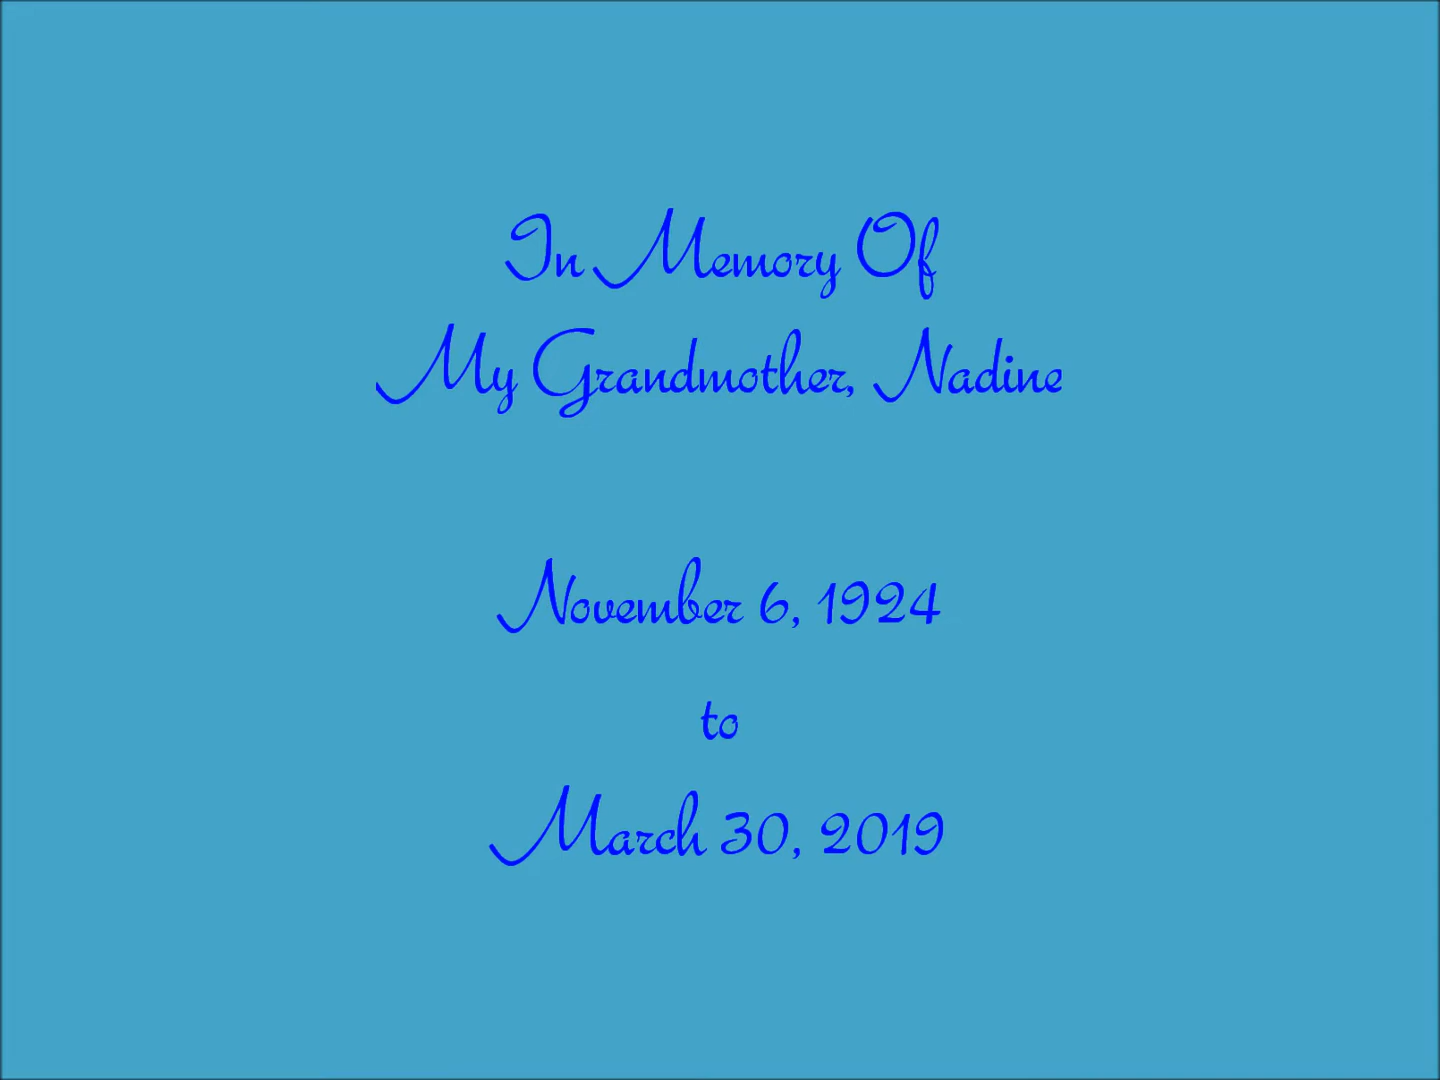 In Memory Of
My Grandmother, Nadine
November 6, 1924
to
March 30, 2019